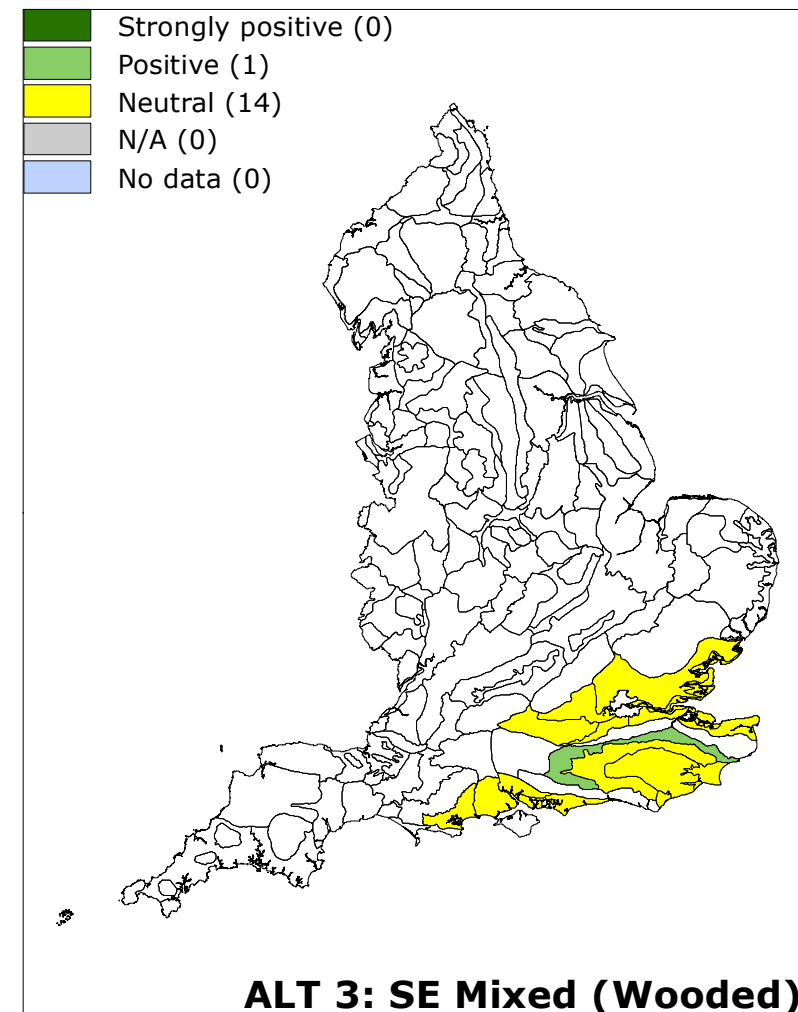 Strongly positive (0)
Positive (1)
Neutral (14)
N/A (0)
No data (0)
ALT 3: SE Mixed (Wooded)